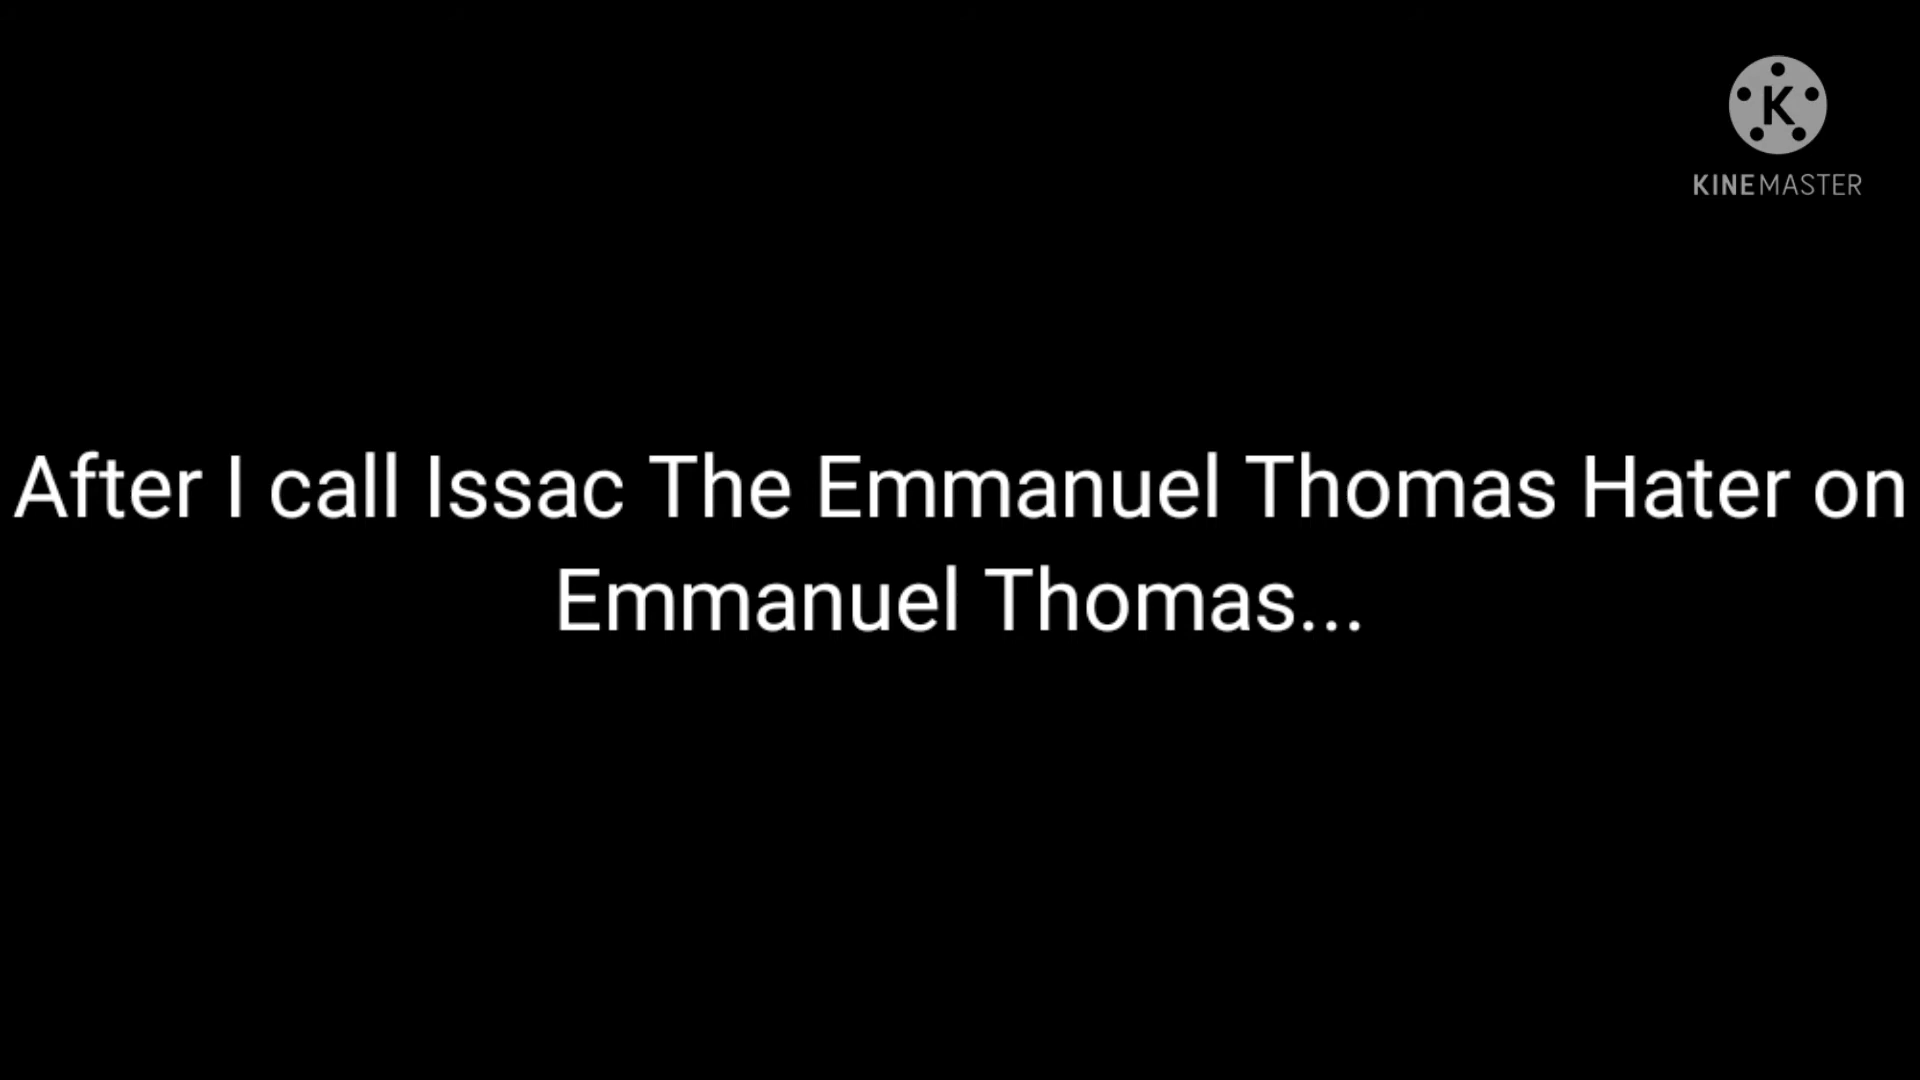 K
KINEMASTER
After I call Issac The Emmanuel Thomas Hater on
Emmanuel Thomas...